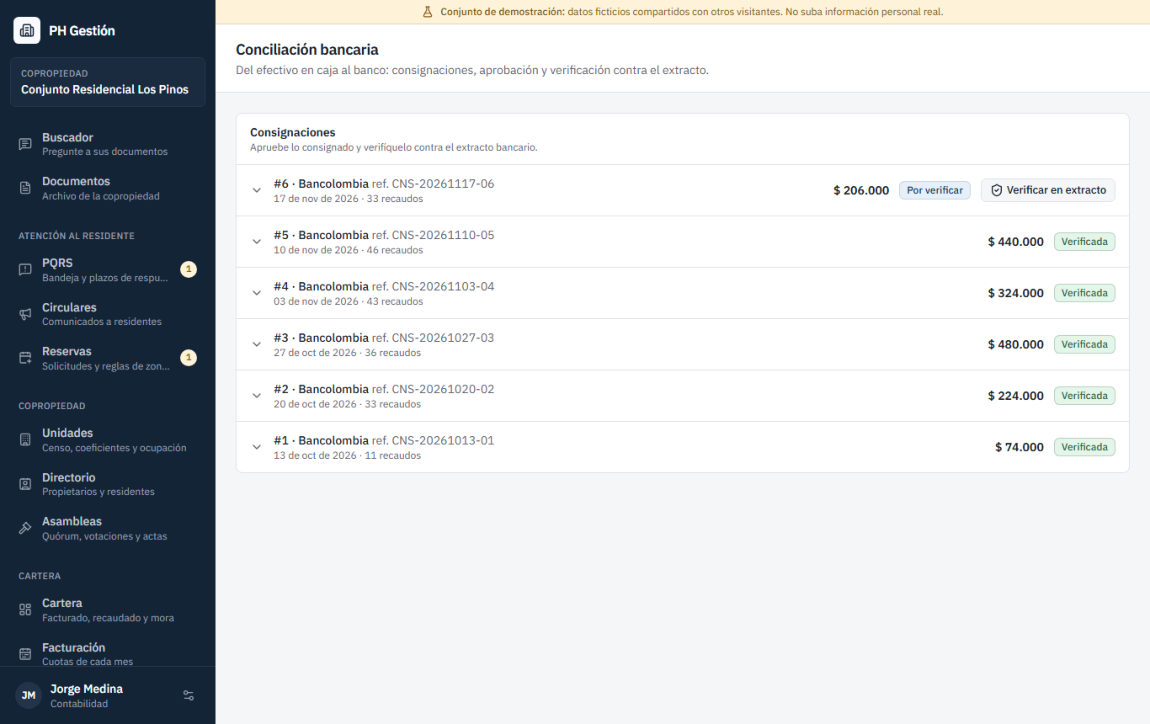 PH Gestión
COPROPIEDAD
Conjunto Residencial Los Pinos
Buscador
Pregunte a sus documentos
Documentos
Archivo de la copropiedad
ATENCIÓN AL RESIDENTE
PQRS
Bandeja y plazos de respu...
1
Circulares
Comunicados a residentes
Reservas
Solicitudes y reglas de zon...
1
COPROPIEDAD
Unidades
Censo, coeficientes y ocupación
Directorio
Propietarios y residentes
Asambleas
Quórum, votaciones y actas
CARTERA
Cartera
Facturado, recaudado y mora
Facturación
Cuotas de cada mes
JM
Jorge Medina
Contabilidad
Conjunto de demostración: datos ficticios compartidos con otros visitantes. No suba información personal real.
Conciliación bancaria
Del efectivo en caja al banco: consignaciones, aprobación y verificación contra el extracto.
Consignaciones
Apruebe lo consignado y verifíquelo contra el extracto bancario.
#6 · Bancolombia ref. CNS-20261117-06
17 de nov de 2026 · 33 recaudos
$ 206.000 Por verificar Verificar en extracto
#5 · Bancolombia ref. CNS-20261110-05
10 de nov de 2026 · 46 recaudos
$ 440.000 Verificada
#4 · Bancolombia ref. CNS-20261103-04
03 de nov de 2026 · 43 recaudos
$ 324.000 Verificada
#3 · Bancolombia ref. CNS-20261027-03
27 de oct de 2026 · 36 recaudos
$ 480.000 Verificada
#2 · Bancolombia ref. CNS-20261020-02
20 de oct de 2026 · 33 recaudos
$ 224.000 Verificada
#1 · Bancolombia ref. CNS-20261013-01
13 de oct de 2026 · 11 recaudos
$ 74.000 Verificada